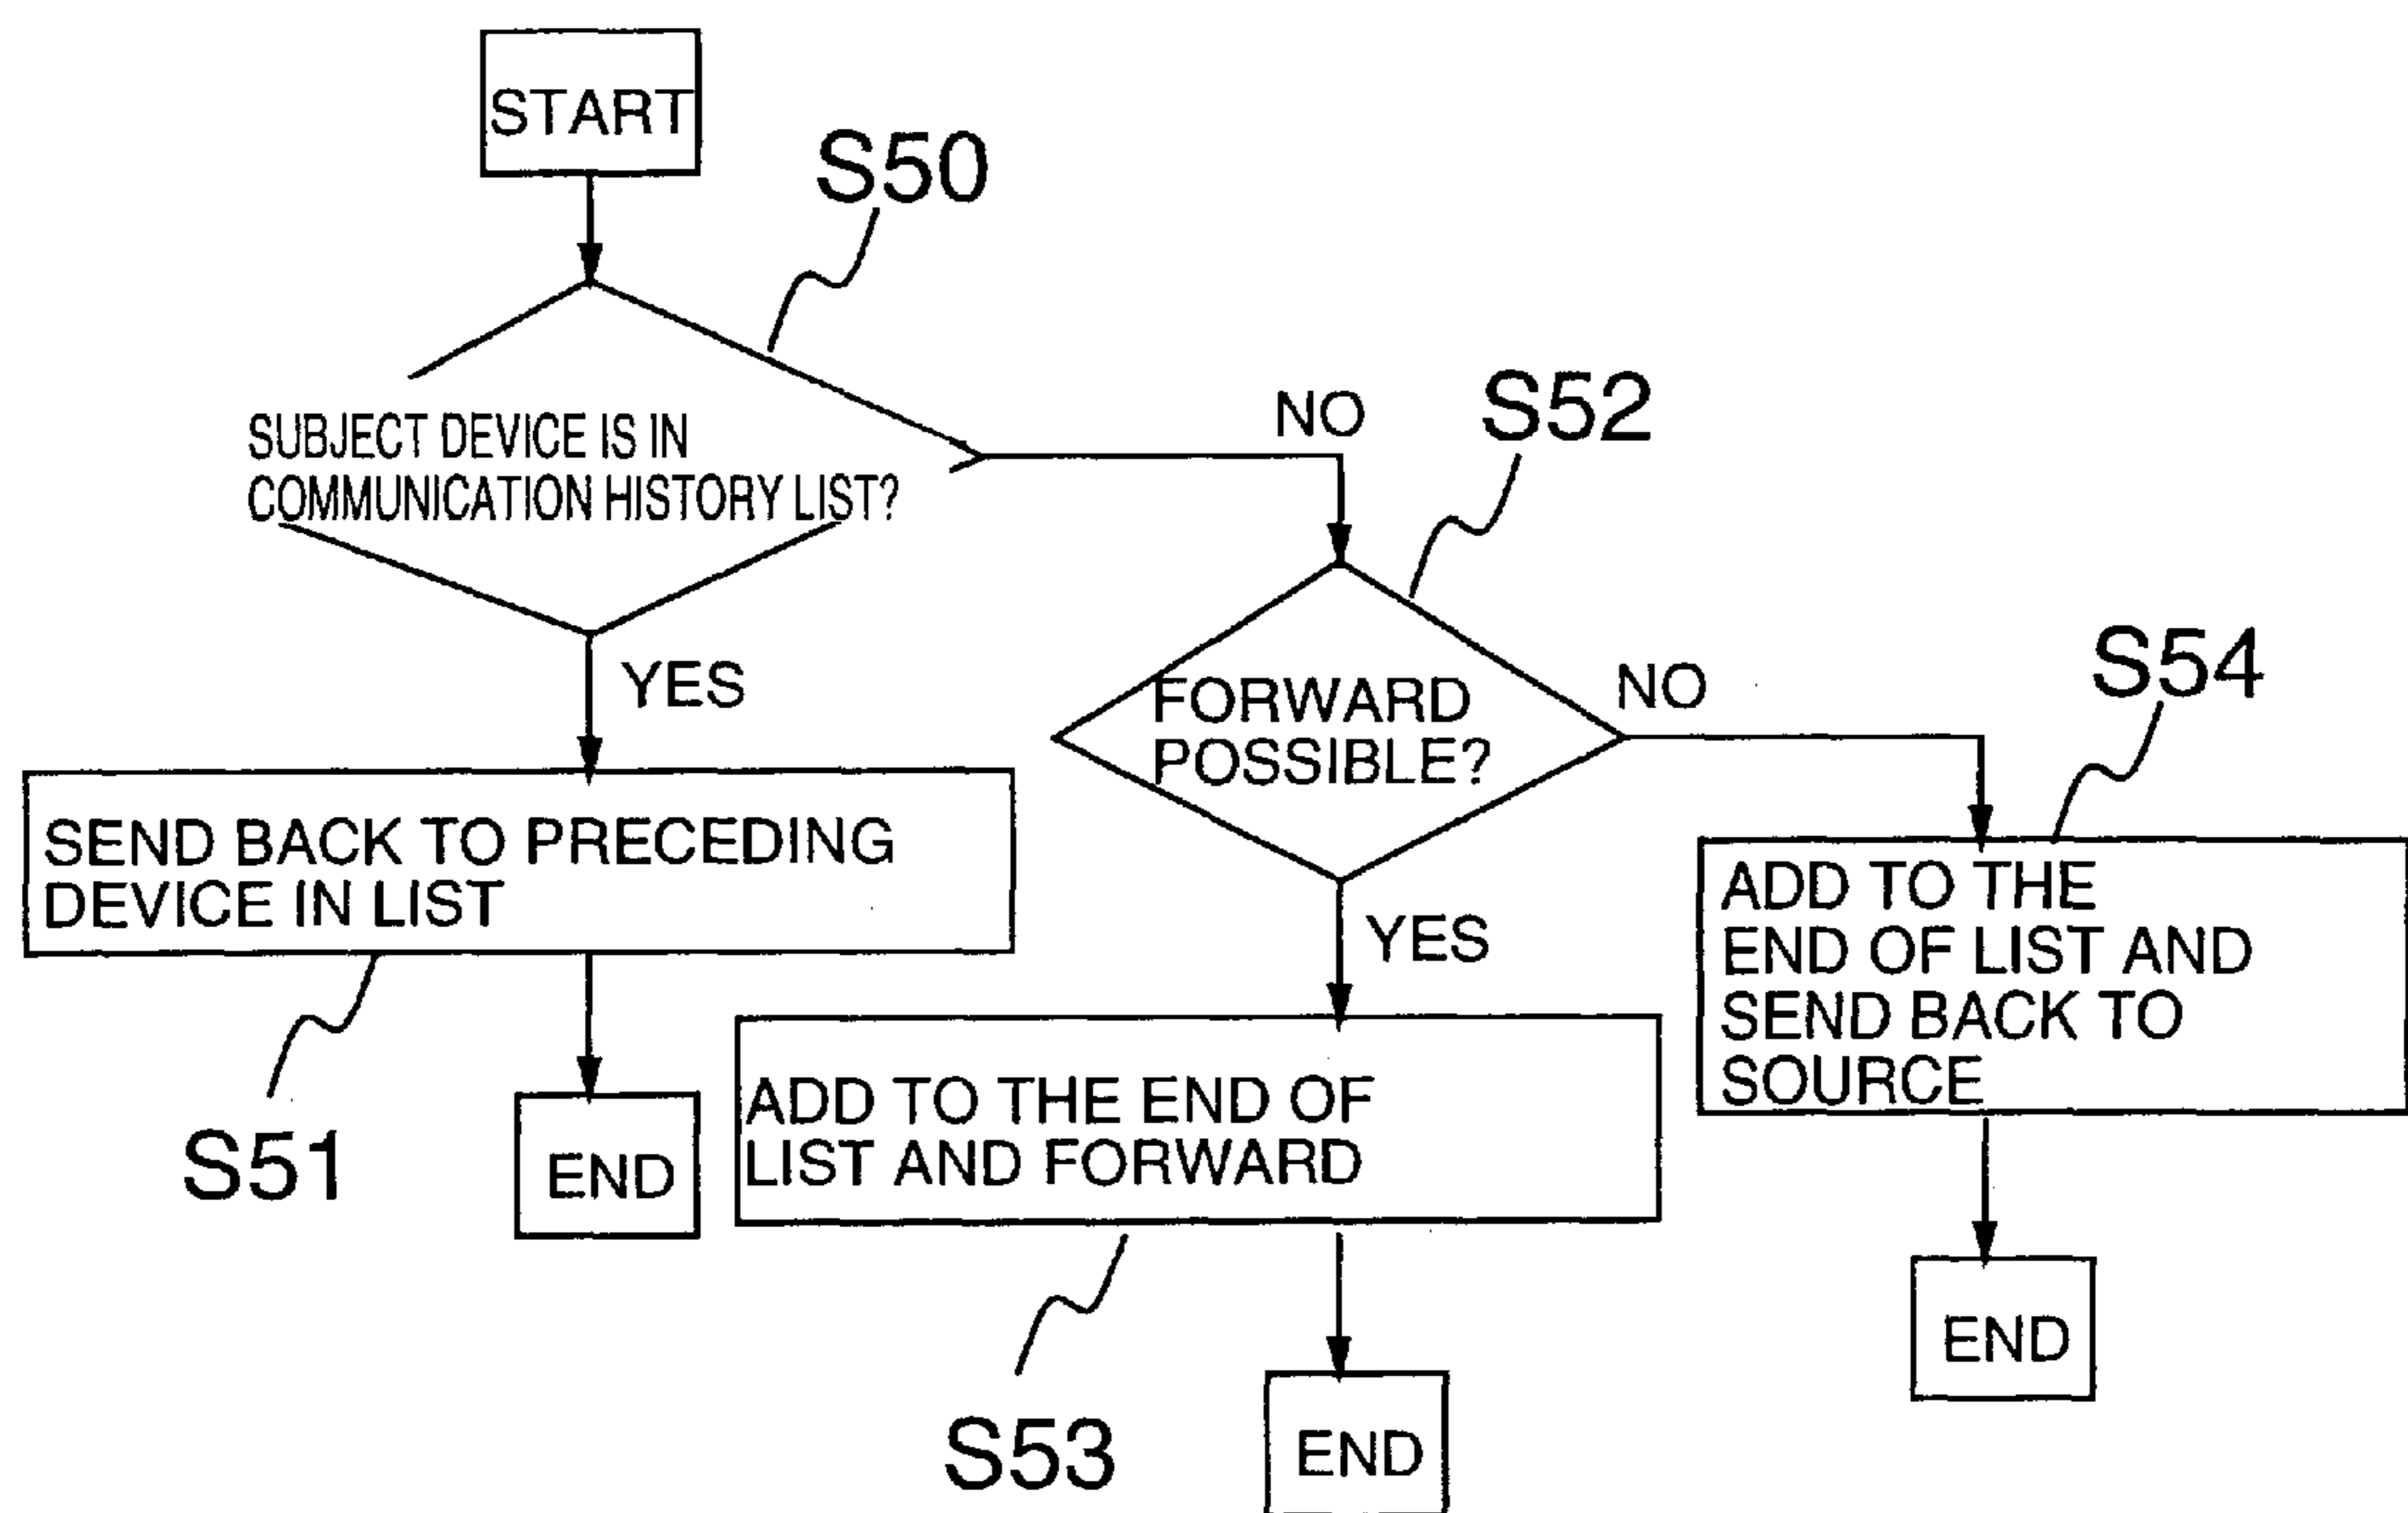 START
S50
SUBJECT DEVICE IS IN
COMMUNICATION HISTORY LIST?
NO
S52
YES
FORWARD
POSSIBLE?
NO
S54
SEND BACK TO PRECEDING
DEVICE IN LIST
YES
ADD TO THE
END OF LIST AND
SEND BACK TO
SOURCE
S51
END
ADD TO THE END OF
LIST AND FORWARD
END
S53
END